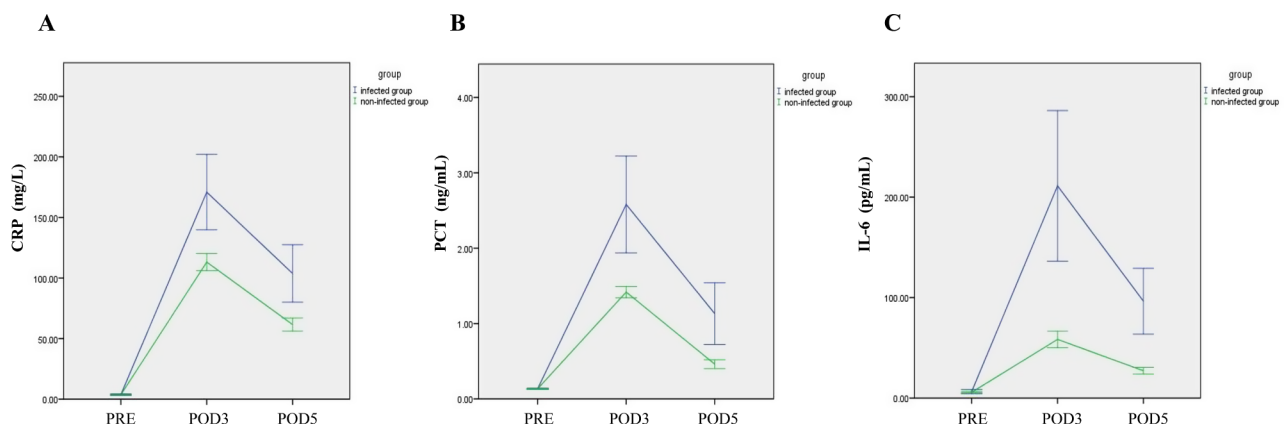 A
B
C
group
infected group
non-infected group
250.00
200.00
150.00
100.00
50.00
0.00
CRP (mg/L)
PRE POD3 POD5
group
infected group
non-infected group
4.00
3.00
2.00
1.00
0.00
PCT (ng/mL)
PRE POD3 POD5
group
infected group
non-infected group
300.00
200.00
100.00
0.00
IL-6 (pg/mL)
PRE POD3 POD5